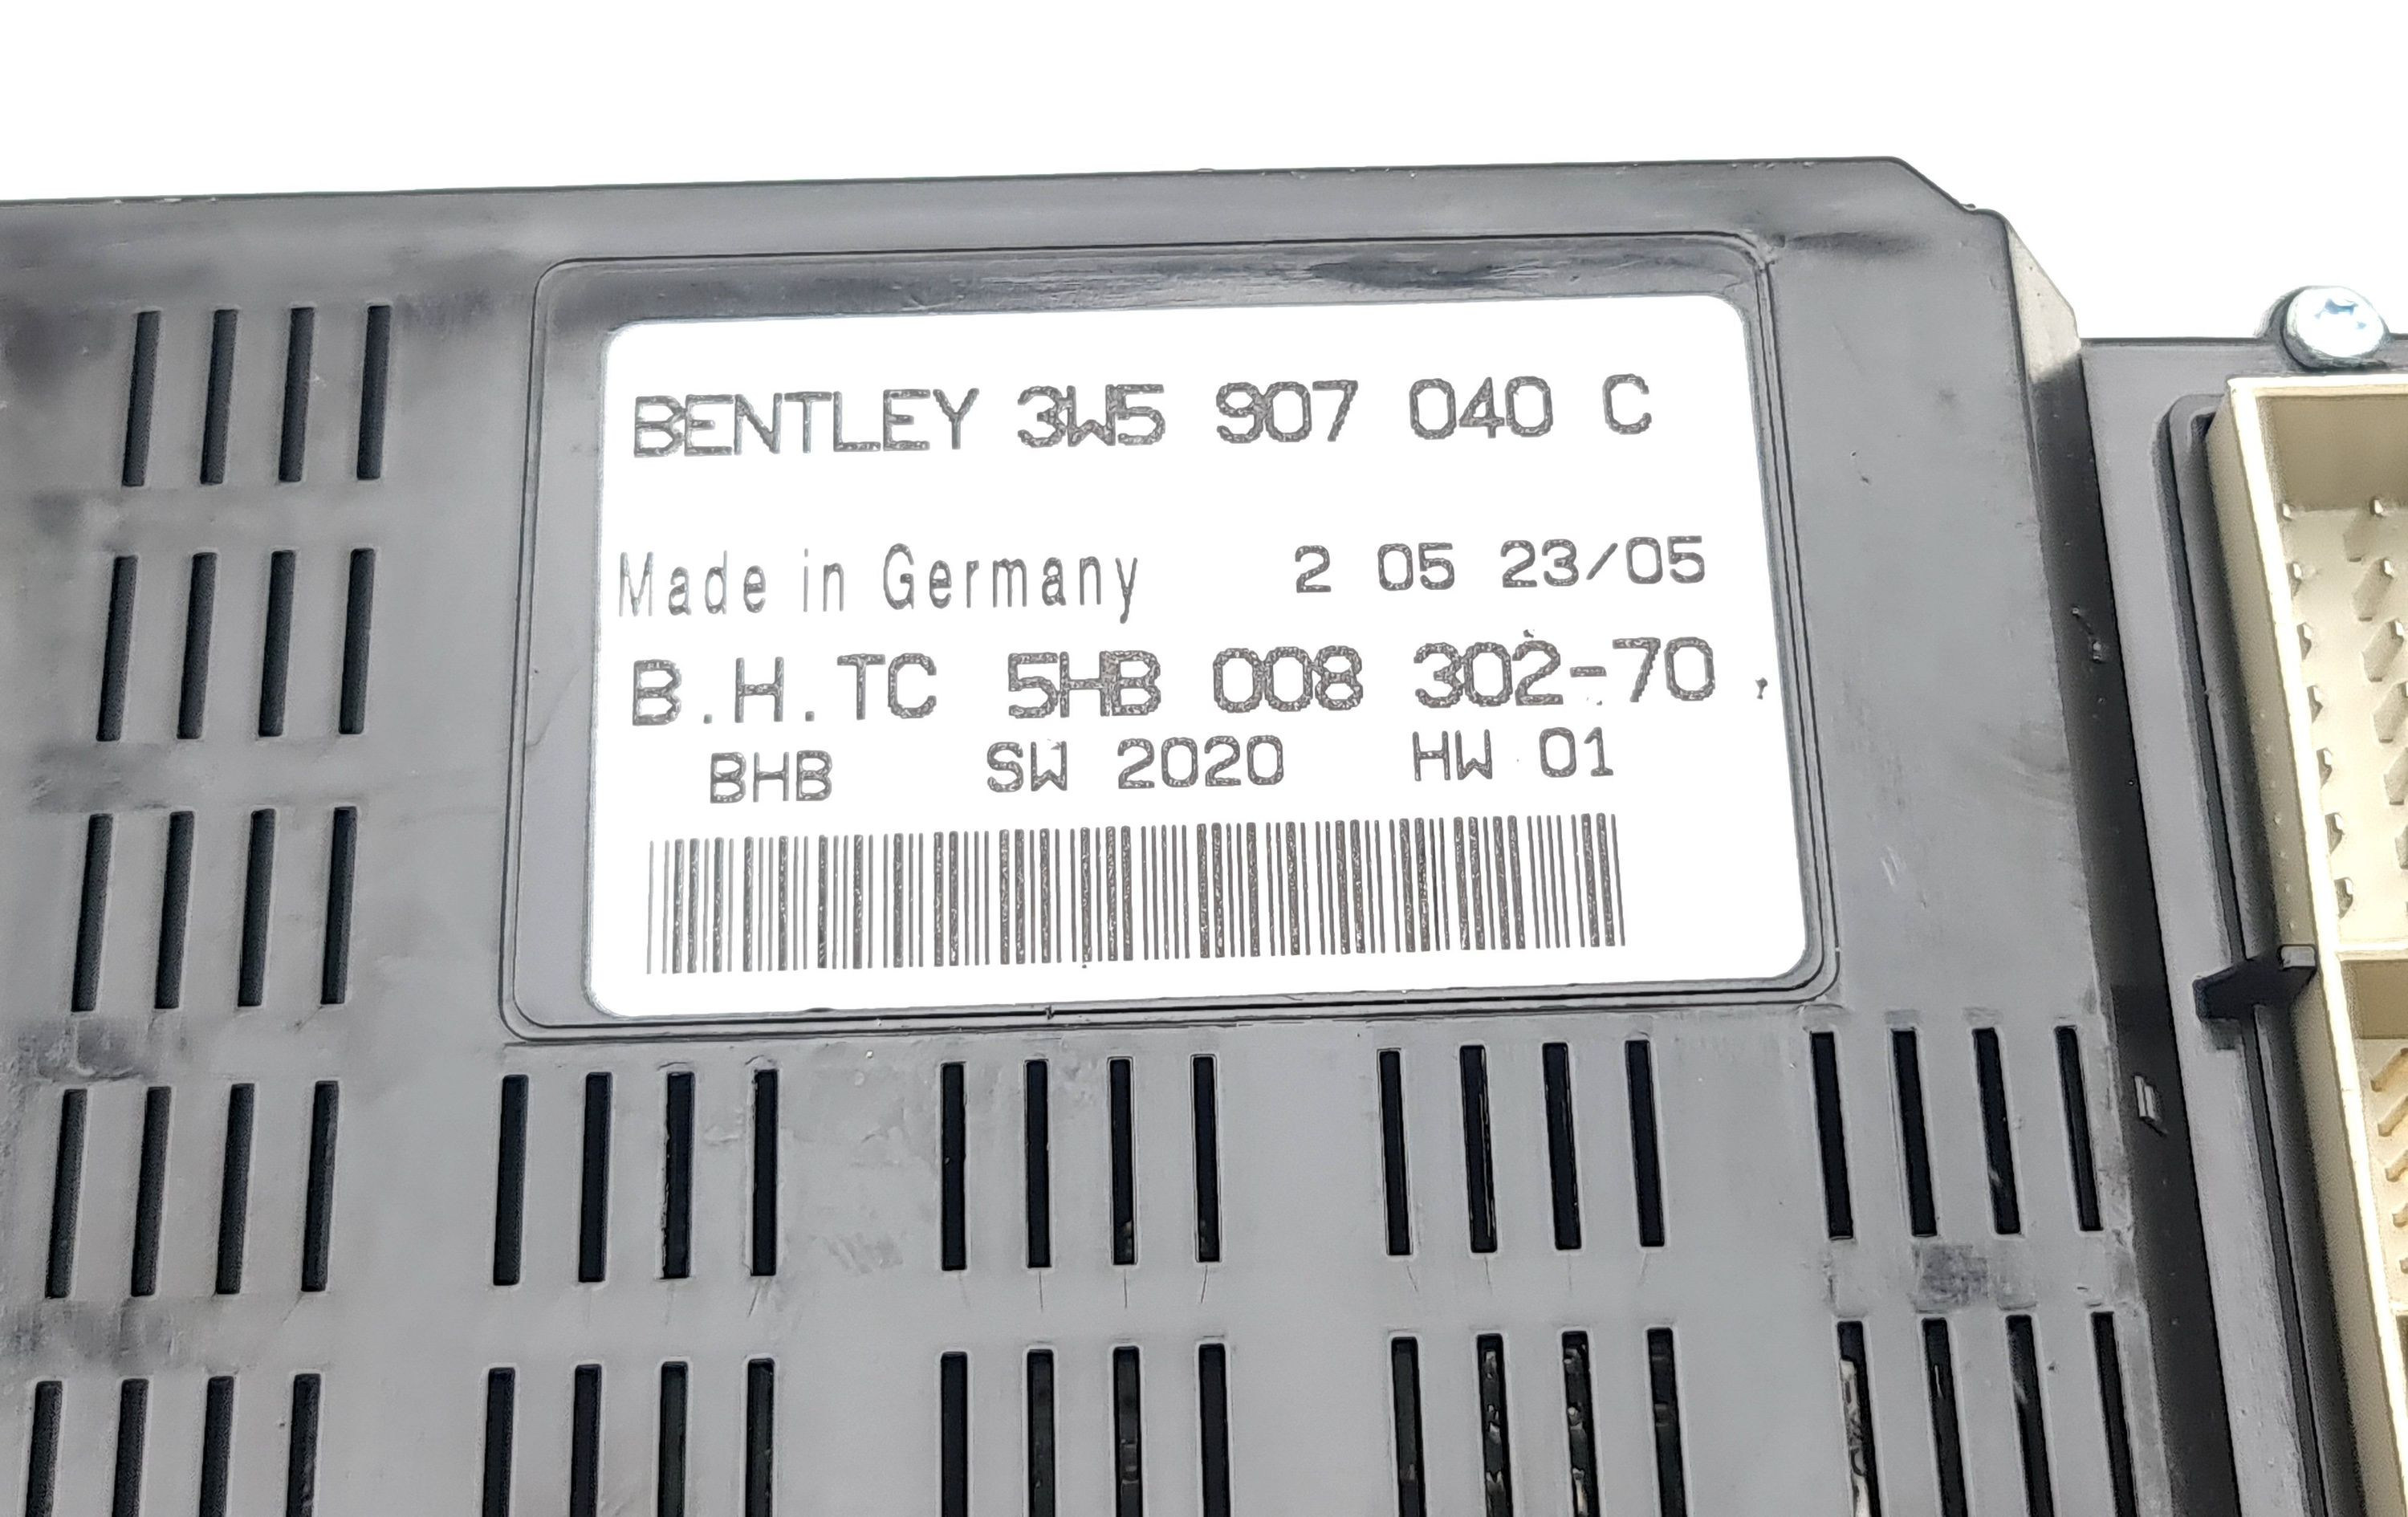 BENTLEY 3W5 907 040 C
Made in Germany 2 05 23/05
B.H.TC 5HB 008 302-70
BHB SW 2020 HW 01